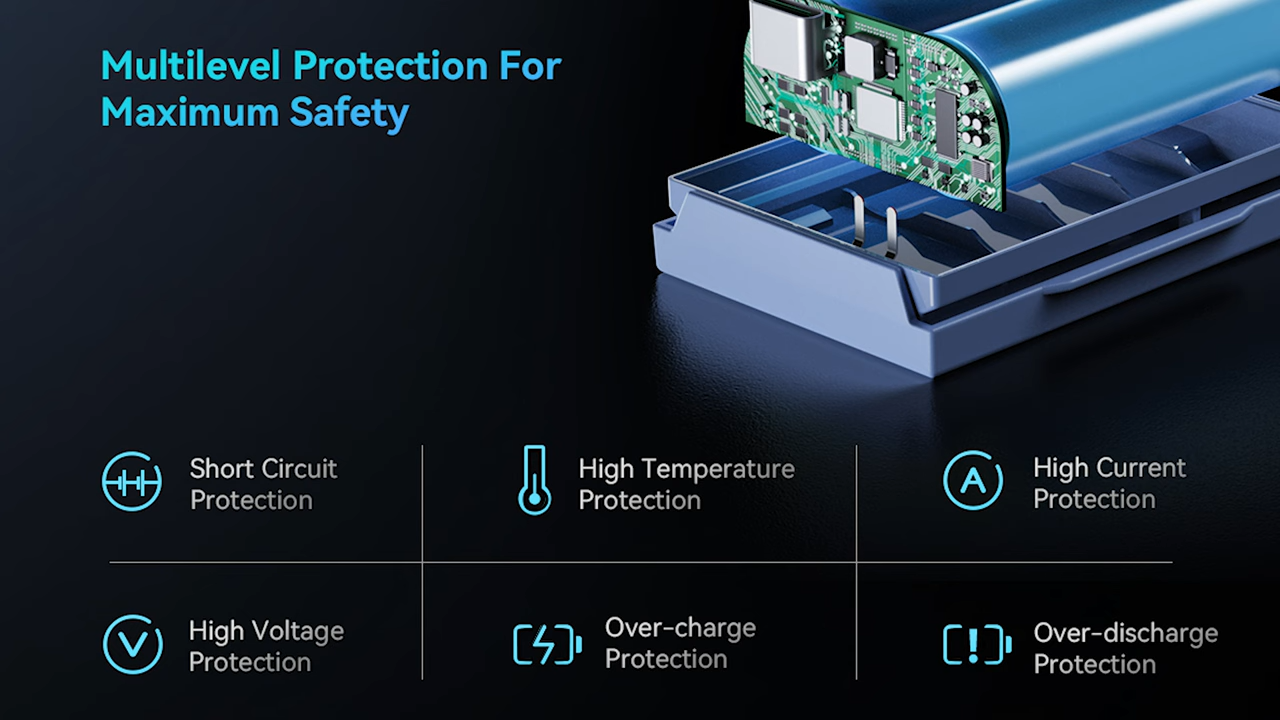 Multilevel Protection For
Maximum Safety
Short Circuit
Protection
High Temperature
Protection
High Current
Protection
High Voltage
Protection
Over-charge
Protection
Over-discharge
Protection